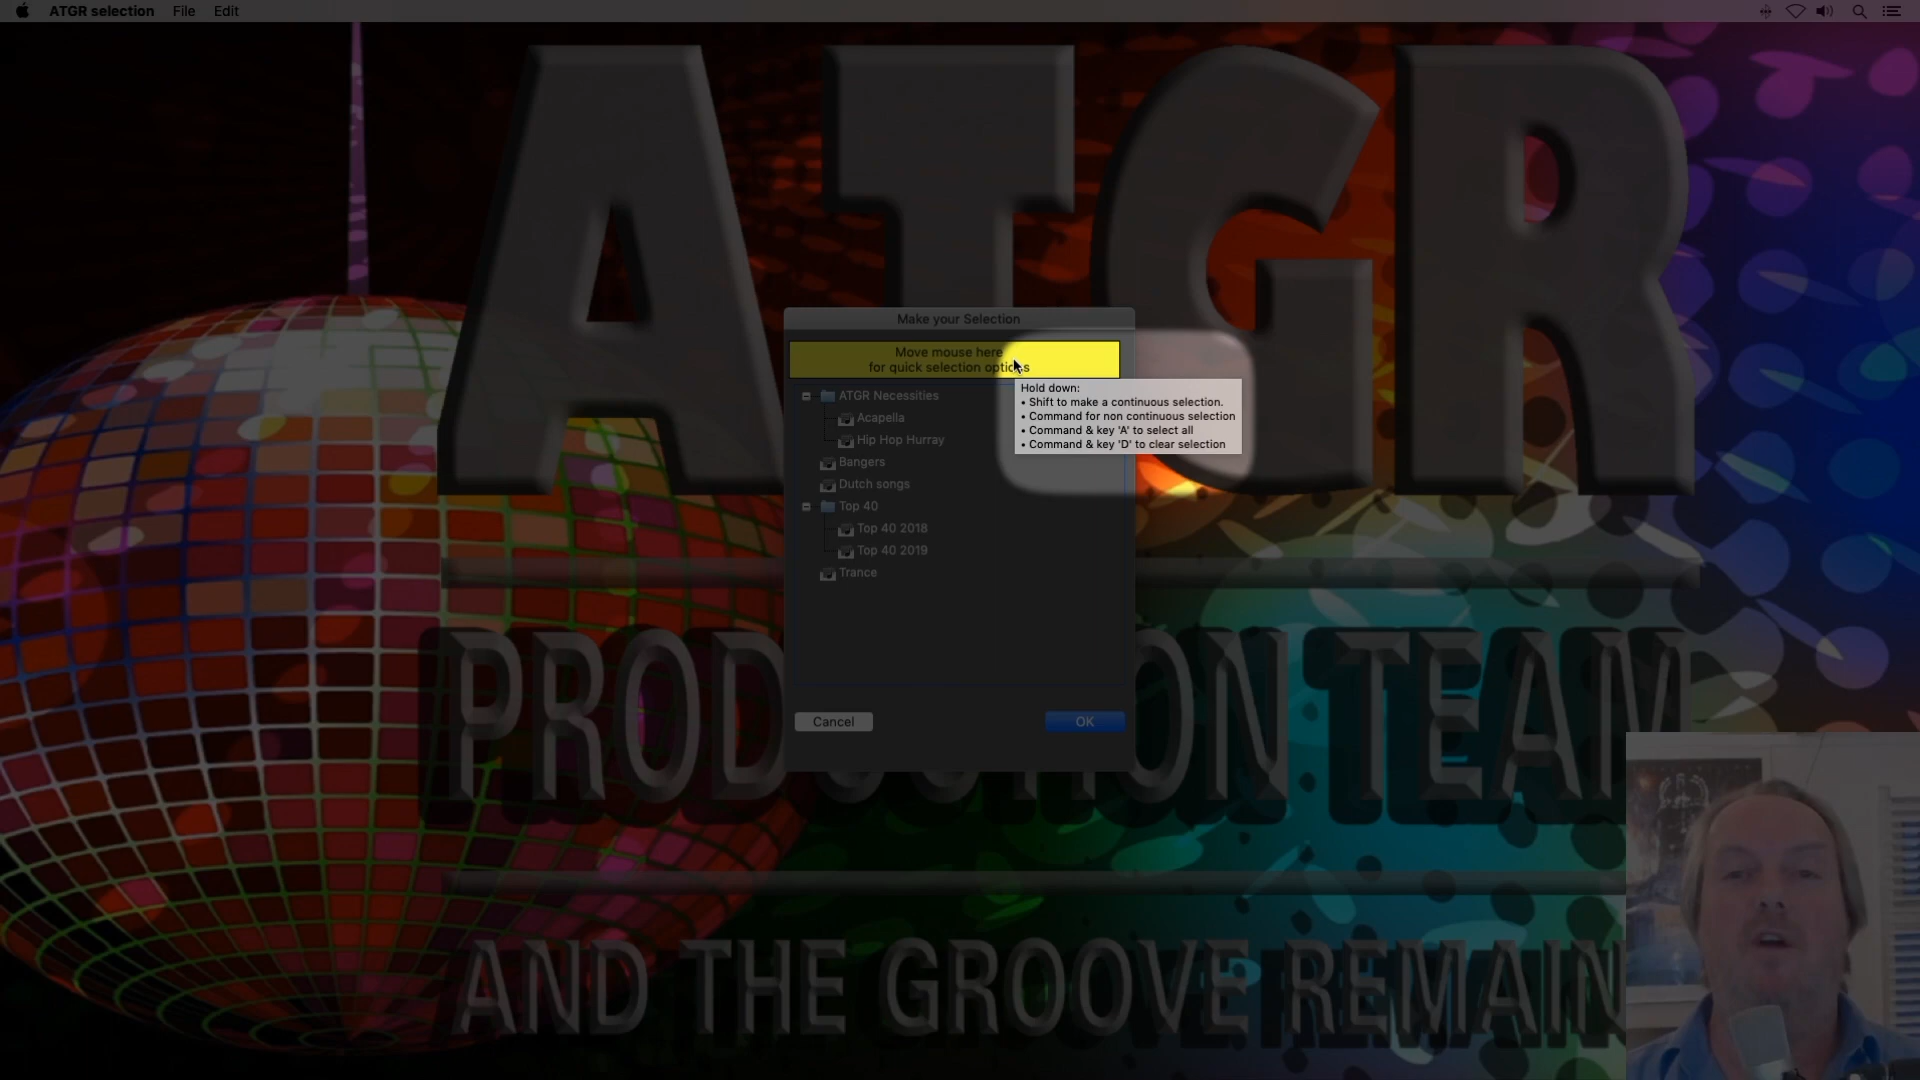 ATGR selection File Edit
ATGR
Make your Selection
Move mouse here
for quick selection options
Hold down:
• Shift to make a continuous selection.
• Command for non continuous selection
• Command & key 'A' to select all
• Command & key 'D' to clear selection
ATGR Necessities
Acapella
Hip Hop Hurray
Bangers
Dutch songs
Top 40
Top 40 2018
Top 40 2019
Trance
Cancel OK
PRODUCTION TEAM
AND THE GROOVE REMAIN